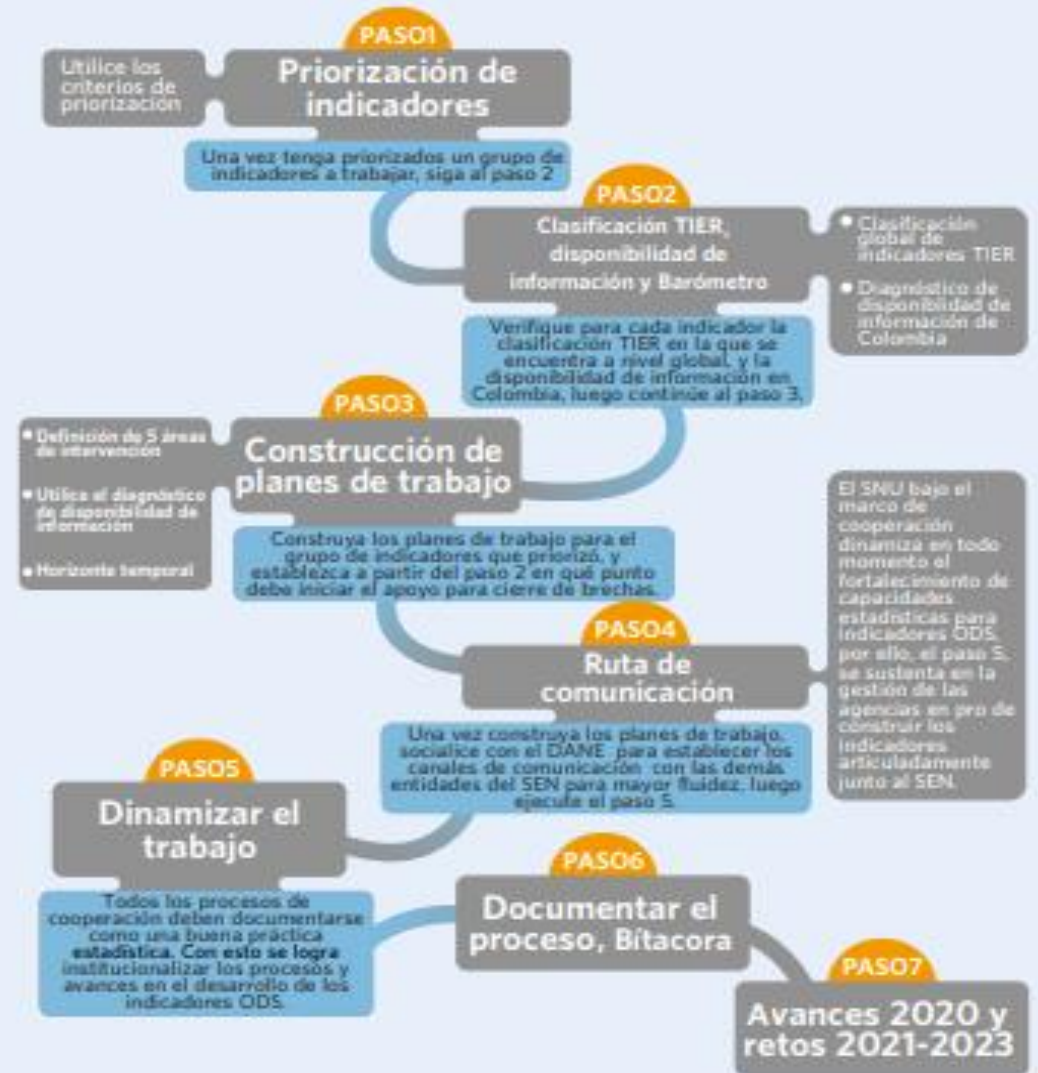 PASO1
Utilice los
criterios de
priorización
Priorización de
indicadores
Una vez tenga priorizados un grupo de
indicadores a trabajar, siga al paso 2
PASO2
Clasificación TIER,
disponibilidad de
información y Barómetro
• Clasificación
global de
indicadores TIER
• Diagnóstico de
disponibilidad de
información de
Colombia
Verifique para cada indicador la
clasificación TIER en la que se
encuentra a nivel global, y la
disponibilidad de información en
Colombia, luego continúe al paso 3.
PASO3
• Definición de 5 áreas
de intervención
• Utilice el diagnóstico
de disponibilidad de
información
• Horizonte temporal
Construcción de
planes de trabajo
Construya los planes de trabajo para el
grupo de indicadores que priorizó, y
establezca a partir del paso 2 en qué punto
debe iniciar el apoyo para cierre de brechas.
PASO4
Ruta de
comunicación
El SNU bajo el
marco de
cooperación
dinamiza en todo
momento el
fortalecimiento de
capacidades
estadísticas para
indicadores ODS,
por ello, el paso 5,
se sustenta en la
gestión de las
agencias en pro de
construir los
indicadores
articuladamente
junto al SEN.
Una vez construya los planes de trabajo,
socialice con el DANE para establecer los
canales de comunicación con las demás
entidades del SEN para mayor fluidez, luego
ejecute el paso 5.
PASO5
Dinamizar el
trabajo
Todos los procesos de
cooperación deben documentarse
como una buena práctica
estadística. Con esto se logra
institucionalizar los procesos y
avances en el desarrollo de los
indicadores ODS.
PASO6
Documentar el
proceso, Bítacora
PASO7
Avances 2020 y
retos 2021-2023